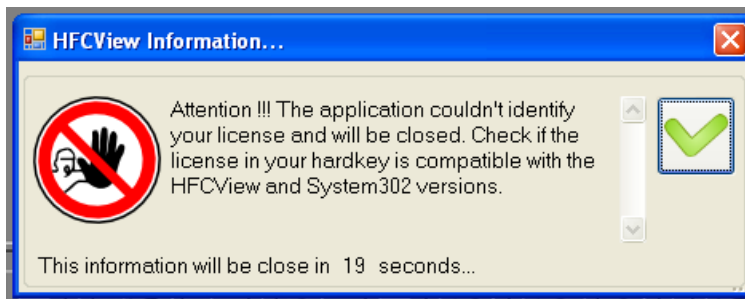 HFCView Information...
Attention !!! The application couldn't identify
your license and will be closed. Check if the
license in your hardkey is compatible with the
HFCView and System302 versions.
This information will be close in 19 seconds...